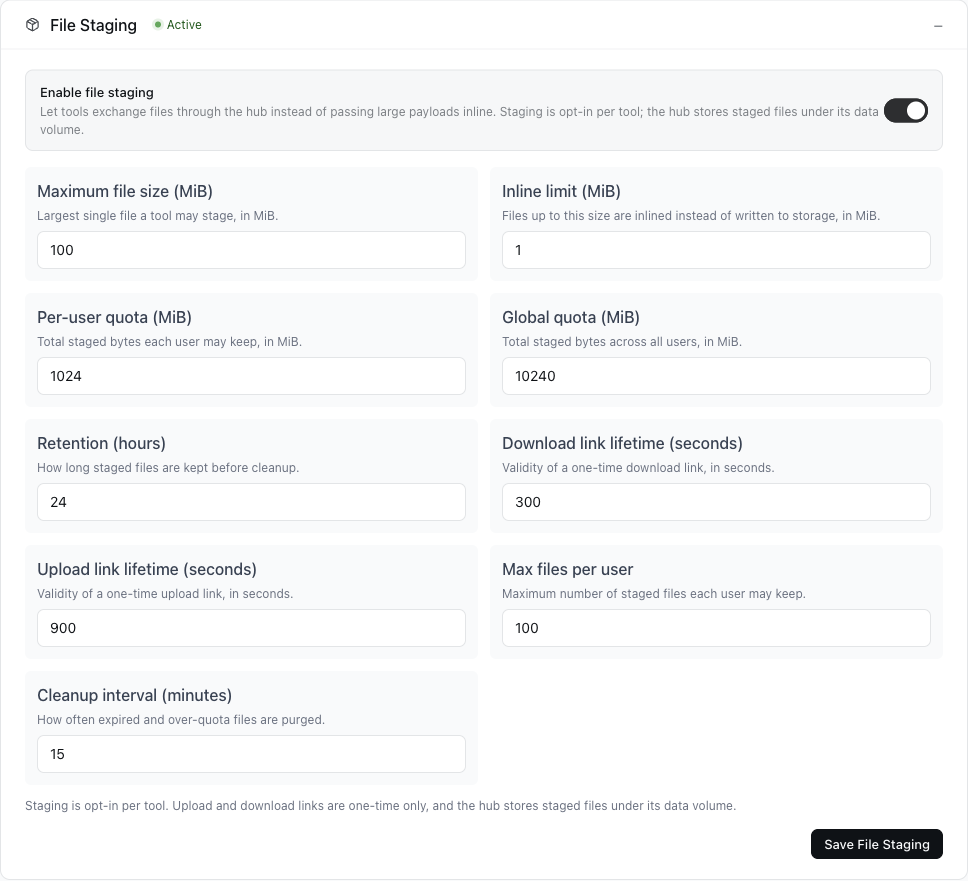 File Staging
Active
Enable file staging
Let tools exchange files through the hub instead of passing large payloads inline. Staging is opt-in per tool; the hub stores staged files under its data
volume.
Maximum file size (MiB)
Largest single file a tool may stage, in MiB.
100
Inline limit (MiB)
Files up to this size are inlined instead of written to storage, in MiB.
1
Per-user quota (MiB)
Total staged bytes each user may keep, in MiB.
1024
Global quota (MiB)
Total staged bytes across all users, in MiB.
10240
Retention (hours)
How long staged files are kept before cleanup.
24
Download link lifetime (seconds)
Validity of a one-time download link, in seconds.
300
Upload link lifetime (seconds)
Validity of a one-time upload link, in seconds.
900
Max files per user
Maximum number of staged files each user may keep.
100
Cleanup interval (minutes)
How often expired and over-quota files are purged.
15
Staging is opt-in per tool. Upload and download links are one-time only, and the hub stores staged files under its data volume.
Save File Staging